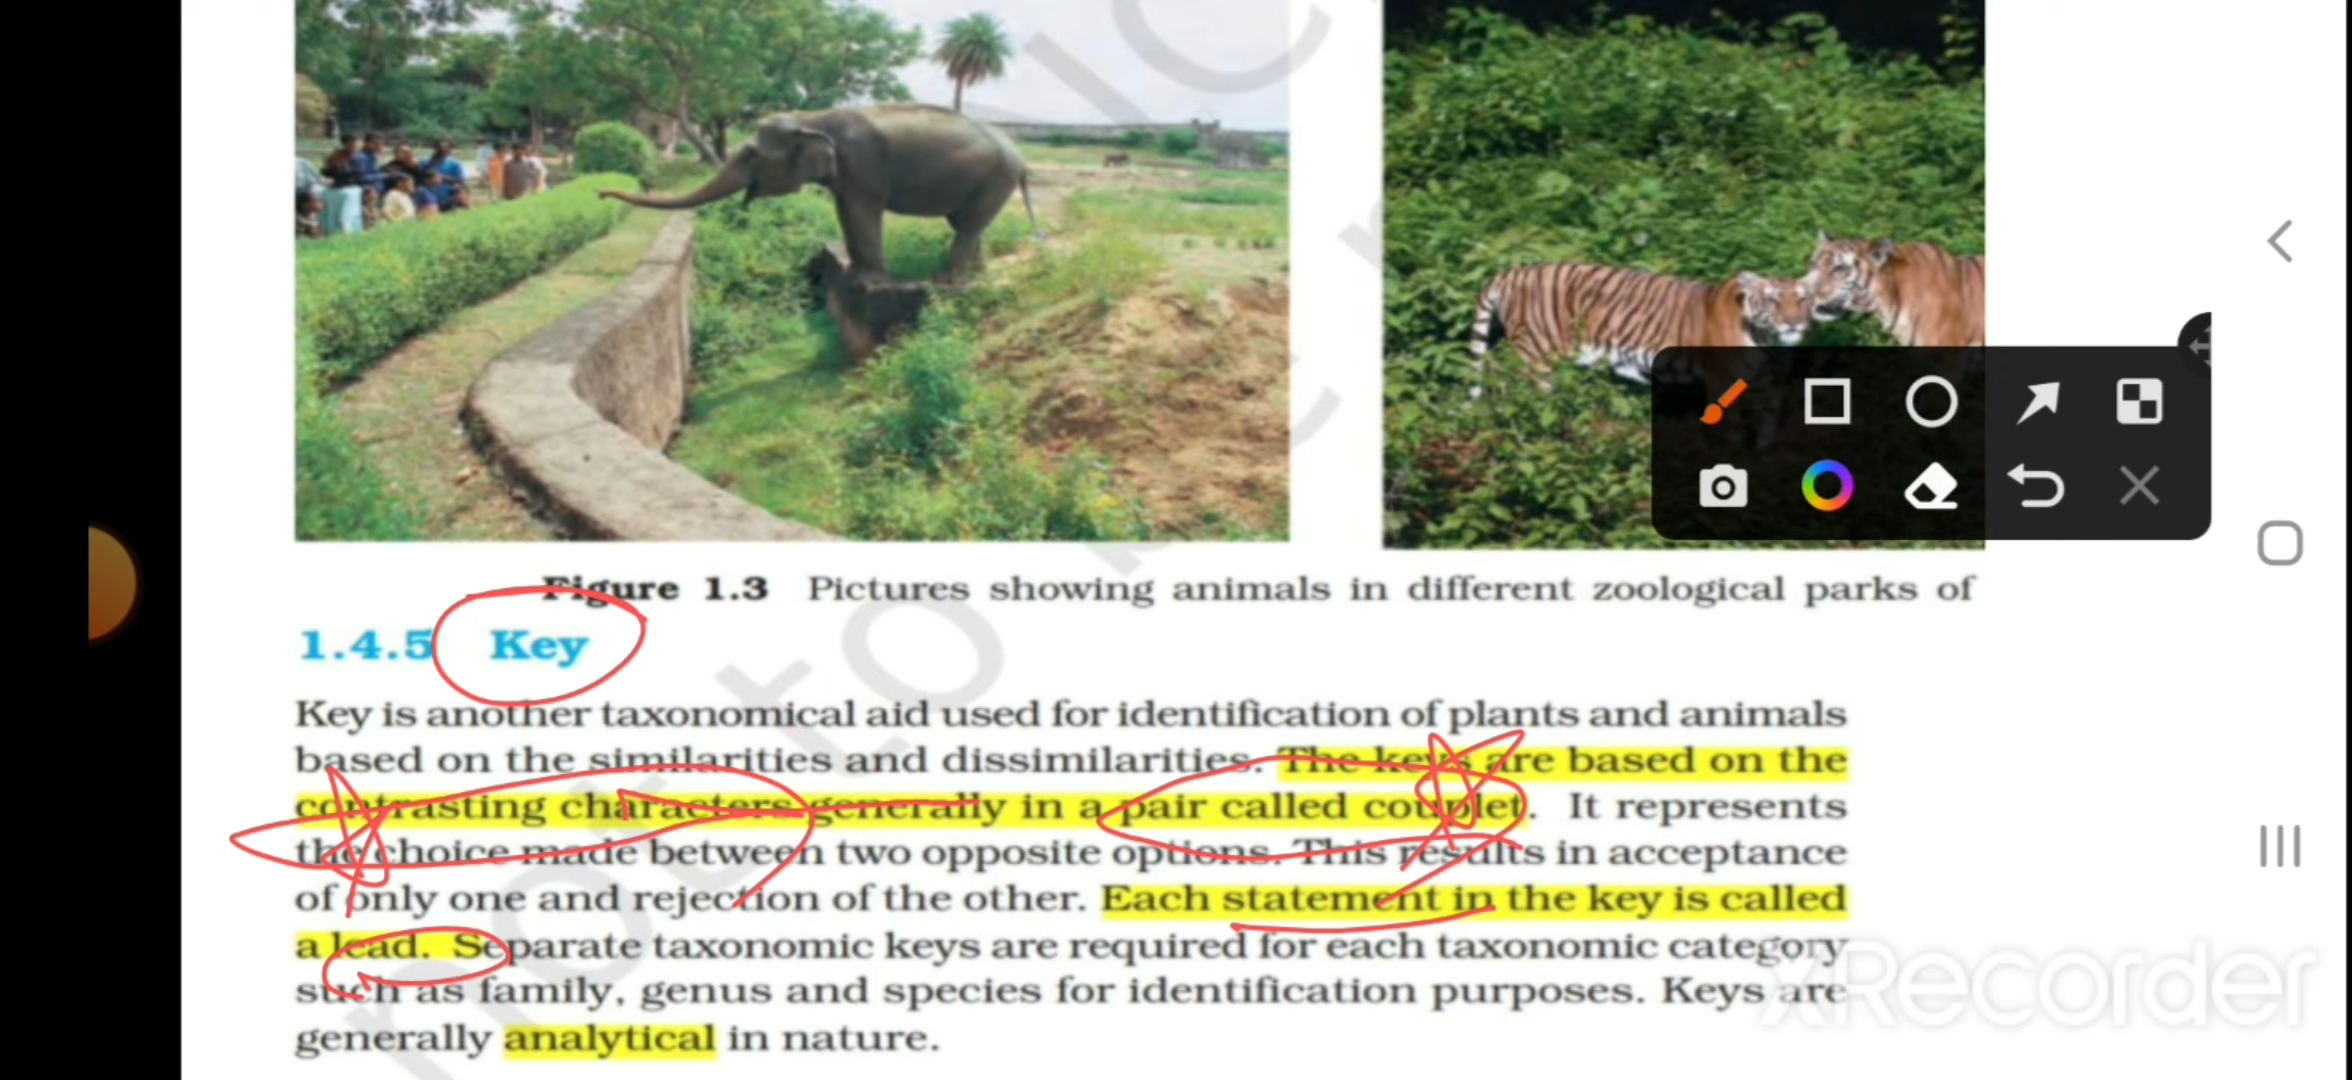 Figure 1.3 Pictures showing animals in different zoological parks of
1.4.5 Key
Key is another taxonomical aid used for identification of plants and animals
based on the similarities and dissimilarities. The keys are based on the
contrasting characters generally in a pair called couplet. It represents
the choice made between two opposite options. This results in acceptance
of only one and rejection of the other. Each statement in the key is called
a lead. Separate taxonomic keys are required for each taxonomic category
such as family, genus and species for identification purposes. Keys are
generally analytical in nature.
not to be
XRecorder